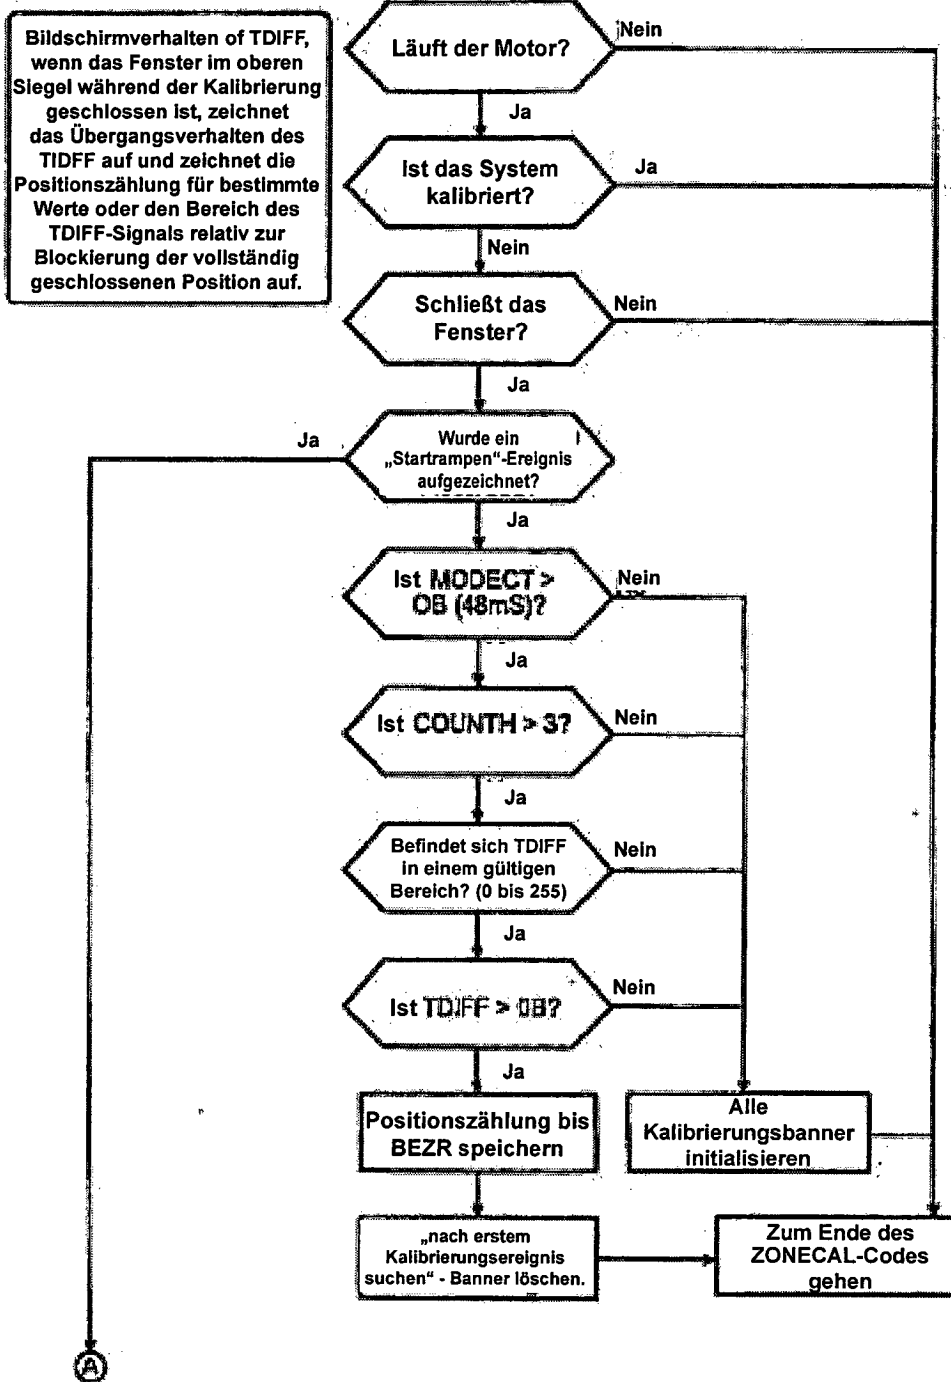 Bildschirmverhalten of TDIFF,
wenn das Fenster im oberen
Siegel während der Kalibrierung
geschlossen ist, zeichnet
das Übergangsverhalten des
TIDFF auf und zeichnet die
Positionszählung für bestimmte
Werte oder den Bereich des
TDIFF-Signals relativ zur
Blockierung der vollständig
geschlossenen Position auf.
Läuft der Motor?
Nein
Ja
Ist das System
kalibriert?
Ja
Nein
Schließt das
Fenster?
Nein
Ja
Wurde ein
„Startrampen“-Ereignis
aufgezeichnet?
Ja
Ja
Ist MODECT >
OB (48mS)?
Nein
Ja
Ist COUNTH > 3?
Nein
Ja
Befindet sich TDIFF
in einem gültigen
Bereich? (0 bis 255)
Nein
Ja
Ist TDIFF > 0B?
Nein
Ja
Positionszählung bis
BEZR speichern
Alle
Kalibrierungsbanner
initialisieren
„nach erstem
Kalibrierungsereignis
suchen“ - Banner löschen.
Zum Ende des
ZONECAL-Codes
gehen
A